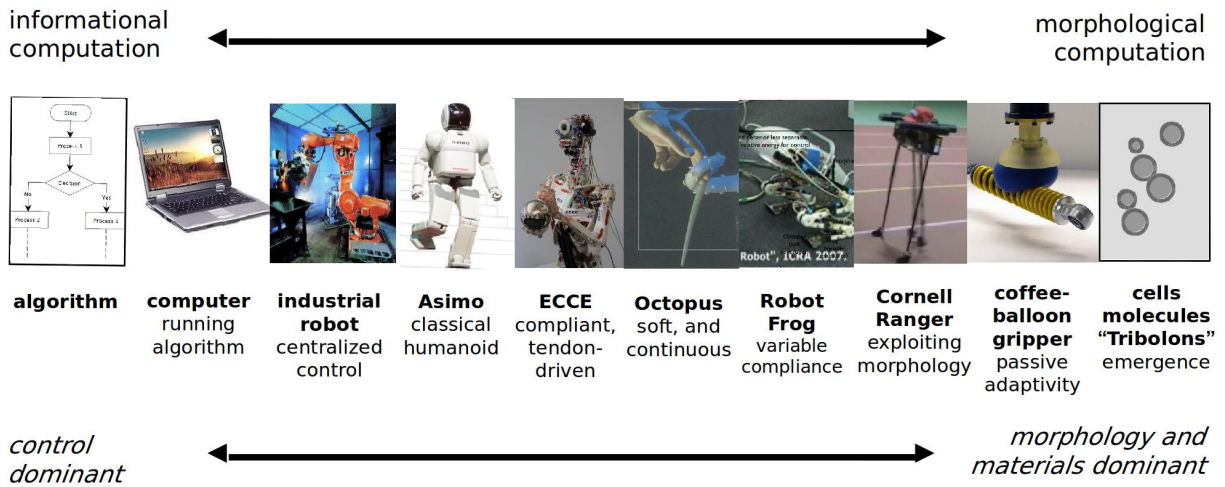 informational
computation
morphological
computation
Start
Process 1
Decision
No
Yes
Process 2
Process 3
Robot", ICRA 2007.
algorithm
computer
running
algorithm
industrial
robot
centralized
control
Asimo
classical
humanoid
ECCE
compliant,
tendon-
driven
Octopus
soft, and
continuous
Robot
Frog
variable
compliance
Cornell
Ranger
exploiting
morphology
coffee-
balloon
gripper
passive
adaptivity
cells
molecules
“Tribolons”
emergence
control
dominant
morphology and
materials dominant